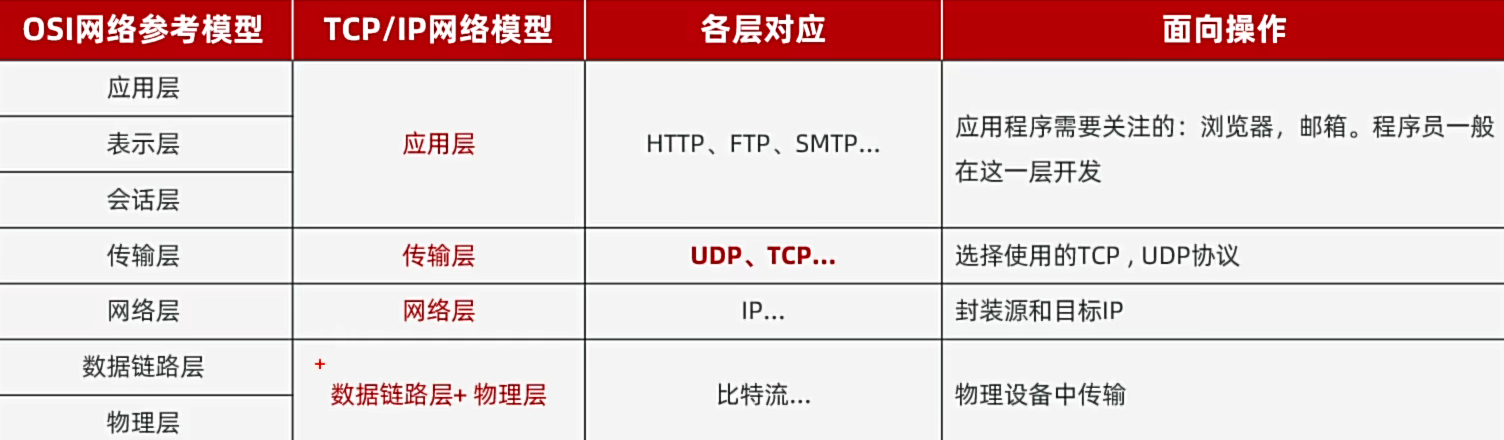 OSI网络参考模型 TCP/IP网络模型 各层对应 面向操作
应用层
表示层
会话层
应用层
HTTP、FTP、SMTP...
应用程序需要关注的：浏览器，邮箱。程序员一般
在这一层开发
传输层 传输层 UDP、TCP... 选择使用的TCP , UDP协议
网络层 网络层 IP... 封装源和目标IP
数据链路层
物理层
+
数据链路层+ 物理层
比特流...
物理设备中传输